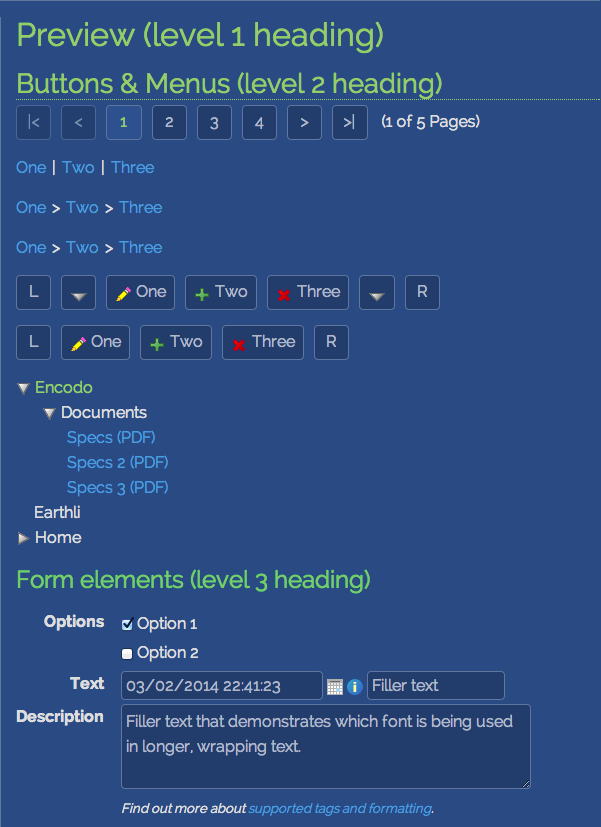 Preview (level 1 heading)
Buttons & Menus (level 2 heading)
|< < 1 2 3 4 > >| (1 of 5 Pages)
One | Two | Three
One > Two > Three
One > Two > Three
L One Two Three R
L One Two Three R
Encodo
Documents
Specs (PDF)
Specs 2 (PDF)
Specs 3 (PDF)
Earthli
Home
Form elements (level 3 heading)
Options Option 1
Option 2
Text 03/02/2014 22:41:23 Filler text
Description Filler text that demonstrates which font is being used
in longer, wrapping text.
Find out more about supported tags and formatting.